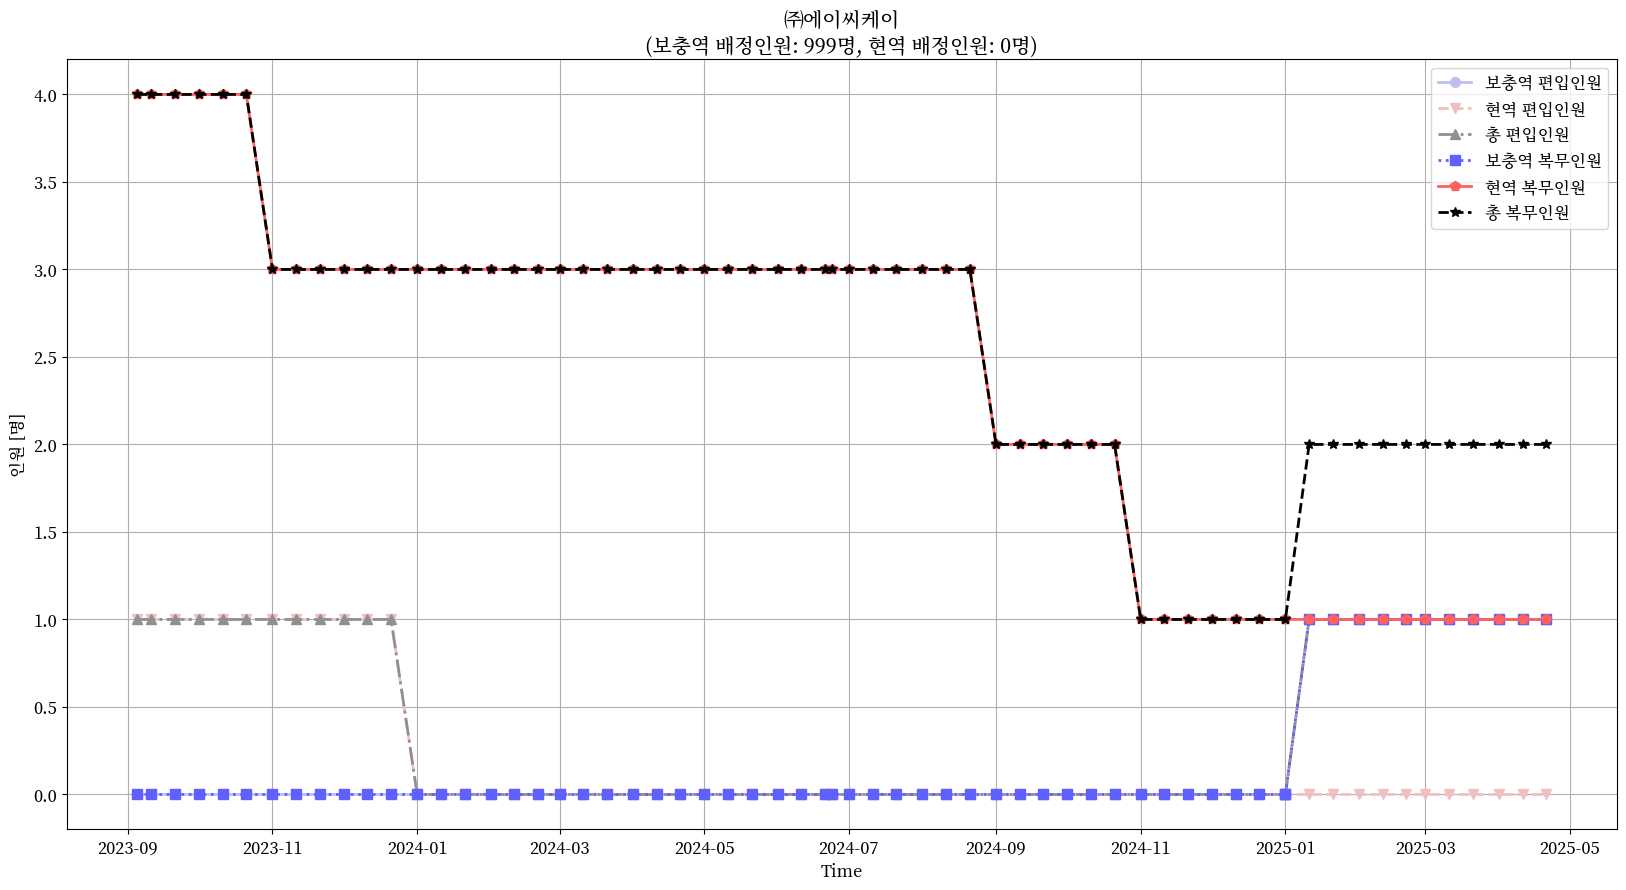 ㈜에이씨케이
(보충역 배정인원: 999명, 현역 배정인원: 0명)
보충역 편입인원
현역 편입인원
총 편입인원
보충역 복무인원
현역 복무인원
총 복무인원
인원 [명]
4.0
3.5
3.0
2.5
2.0
1.5
1.0
0.5
0.0
2023-09 2023-11 2024-01 2024-03 2024-05 2024-07 2024-09 2024-11 2025-01 2025-03 2025-05
Time